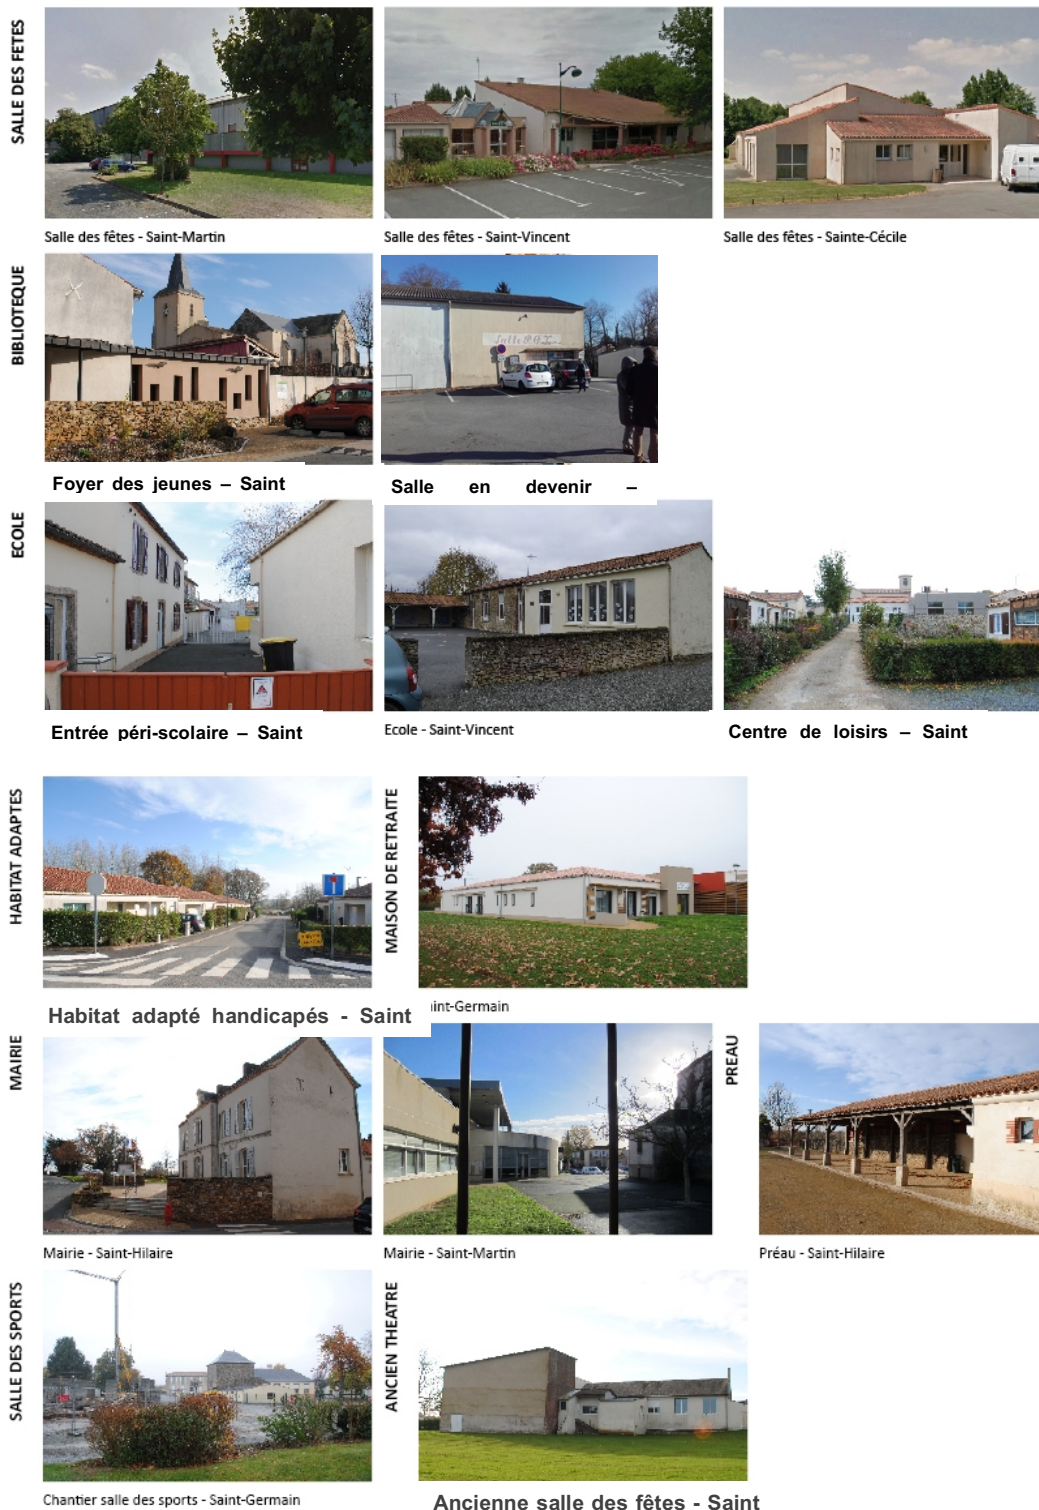 SALLE DES FETES
Salle des fêtes - Saint-Martin
Salle des fêtes - Saint-Vincent
Salle des fêtes - Sainte-Cécile
BIBLIOTEQUE
Foyer des jeunes – Saint
Salle en devenir –
ECOLE
Entrée péri-scolaire – Saint
Ecole - Saint-Vincent
Centre de loisirs – Saint
HABITAT ADAPTES
MAISON DE RETRAITE
Habitat adapté handicapés - Saint
int-Germain
MAIRIE
PREAU
Mairie - Saint-Hilaire
Mairie - Saint-Martin
Préau - Saint-Hilaire
SALLE DES SPORTS
ANCIEN THEATRE
Chantier salle des sports - Saint-Germain
Ancienne salle des fêtes - Saint